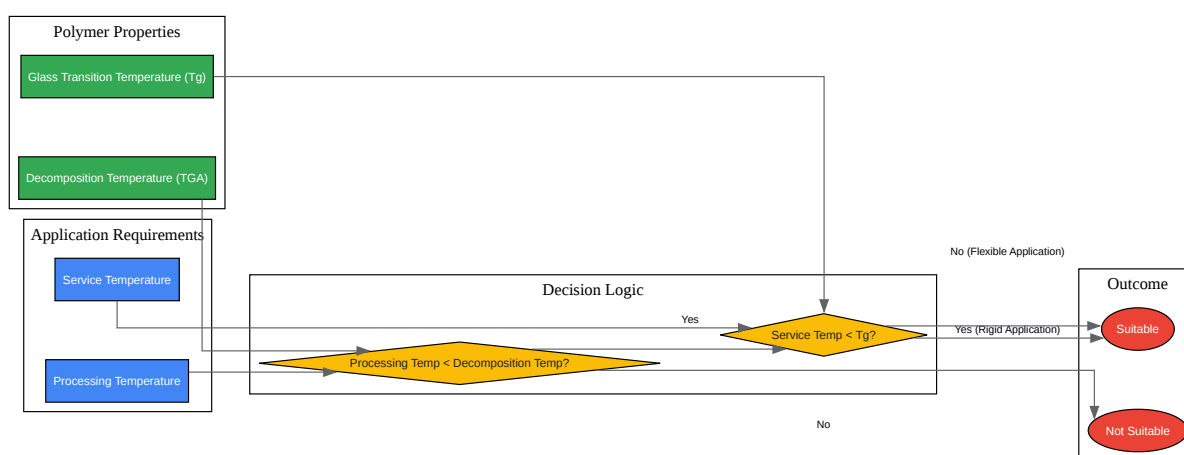 Polymer Properties
Glass Transition Temperature (Tg)
Decomposition Temperature (TGA)
Application Requirements
Service Temperature
Processing Temperature
Decision Logic
Yes
Service Temp < Tg?
Processing Temp < Decomposition Temp?
No (Flexible Application)
Yes (Rigid Application)
No
Outcome
Suitable
Not Suitable